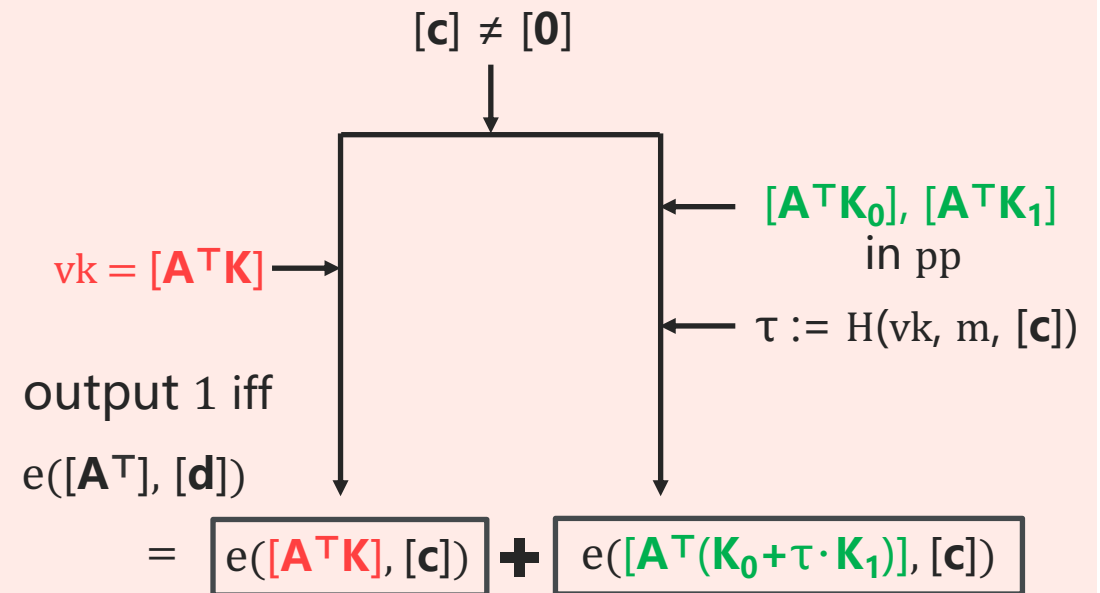 [c] ≠ [0]
[A⊤K₀], [A⊤K₁]
in pp
vk = [A⊤K]
τ := H(vk, m, [c])
output 1 iff
e([A⊤], [d])
= e([A⊤K], [c]) + e([A⊤(K₀+τ·K₁)], [c])